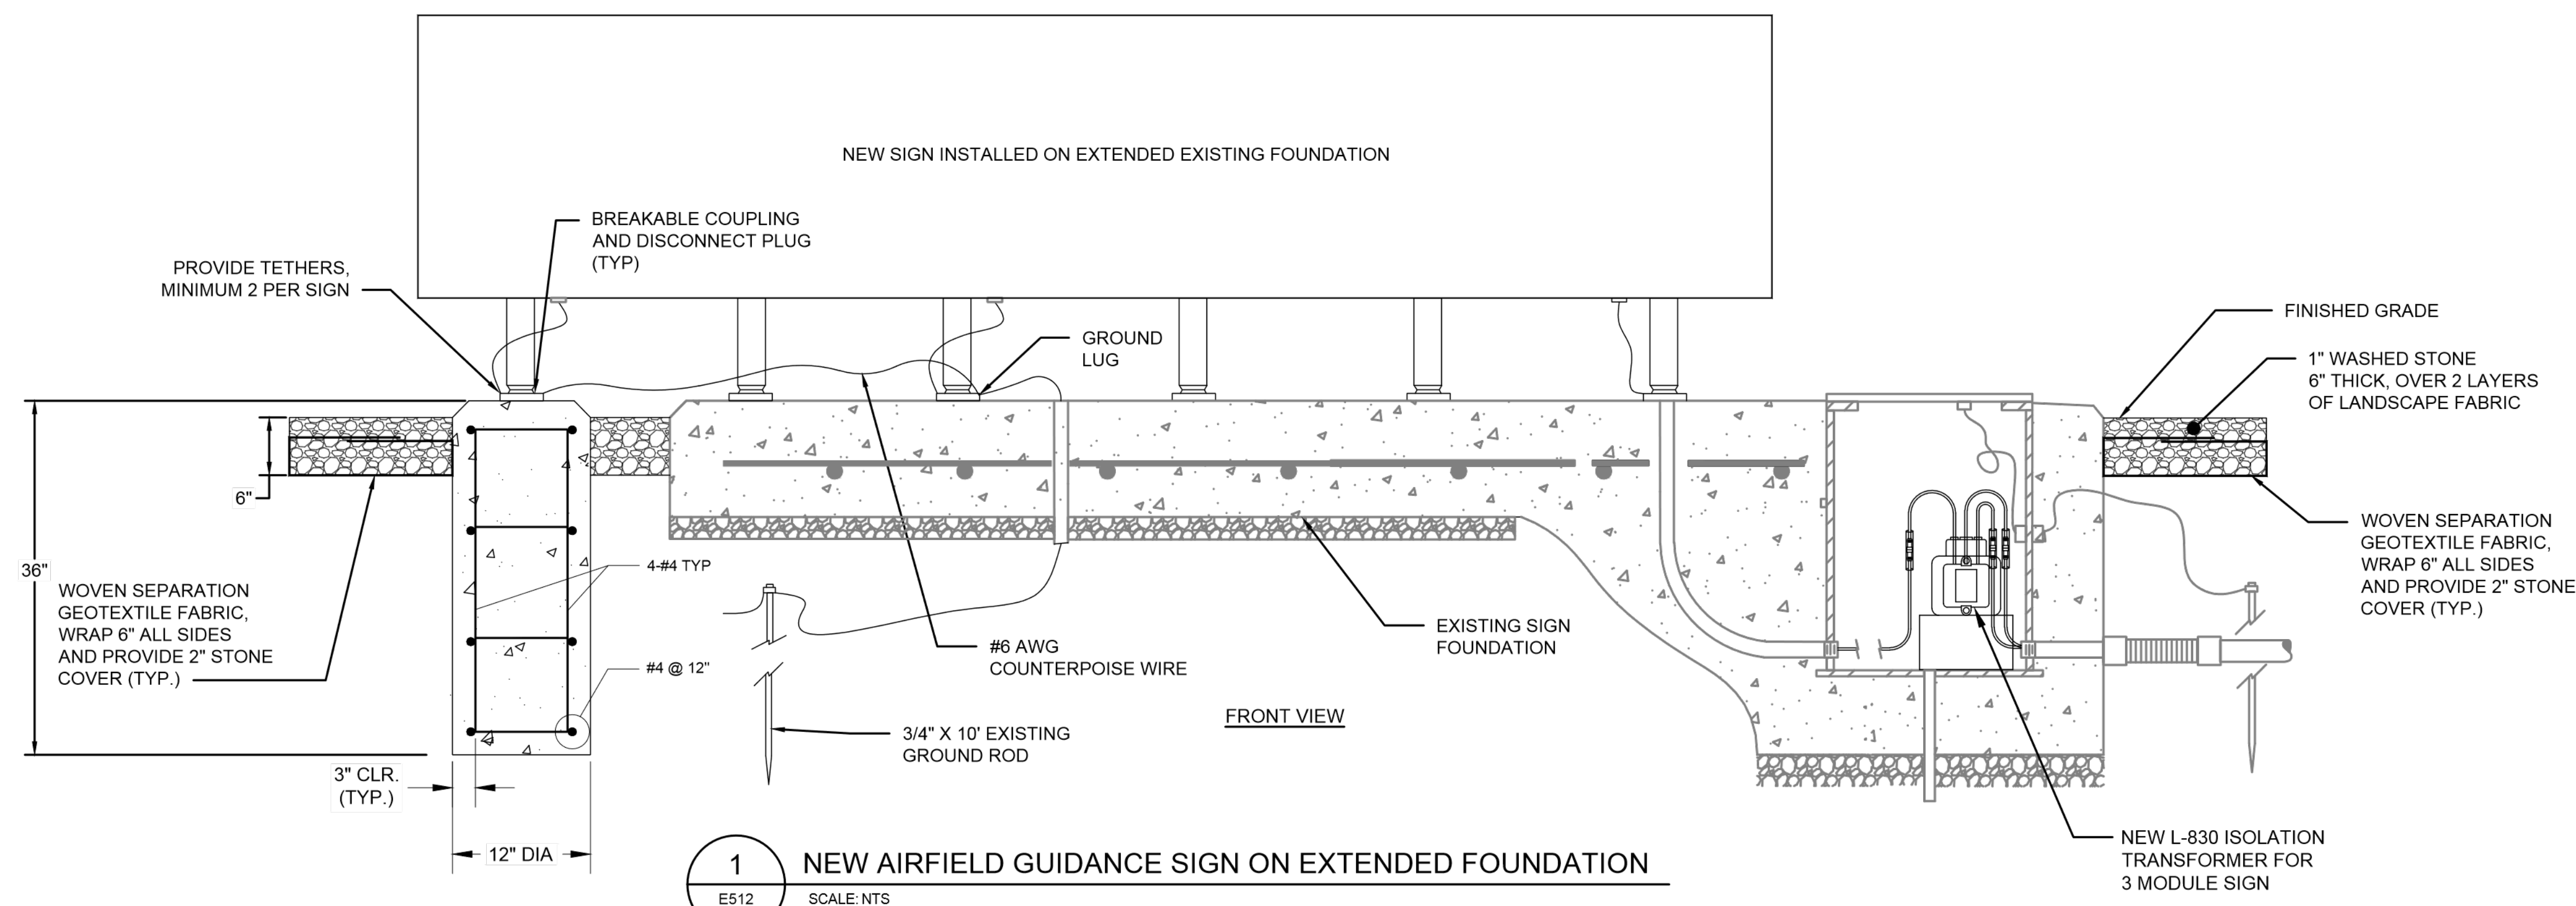 NEW SIGN INSTALLED ON EXTENDED EXISTING FOUNDATION
BREAKABLE COUPLING
AND DISCONNECT PLUG
(TYP)
PROVIDE TETHERS,
MINIMUM 2 PER SIGN
GROUND
LUG
FINISHED GRADE
1" WASHED STONE
6" THICK, OVER 2 LAYERS
OF LANDSCAPE FABRIC
6"
36"
WOVEN SEPARATION
GEOTEXTILE FABRIC,
WRAP 6" ALL SIDES
AND PROVIDE 2" STONE
COVER (TYP.)
4-#4 TYP
#4 @ 12"
#6 AWG
COUNTERPOISE WIRE
EXISTING SIGN
FOUNDATION
WOVEN SEPARATION
GEOTEXTILE FABRIC,
WRAP 6" ALL SIDES
AND PROVIDE 2" STONE
COVER (TYP.)
3/4" X 10' EXISTING
GROUND ROD
FRONT VIEW
3" CLR.
(TYP.)
12" DIA
NEW L-830 ISOLATION
TRANSFORMER FOR
3 MODULE SIGN
1
NEW AIRFIELD GUIDANCE SIGN ON EXTENDED FOUNDATION
E512
SCALE: NTS